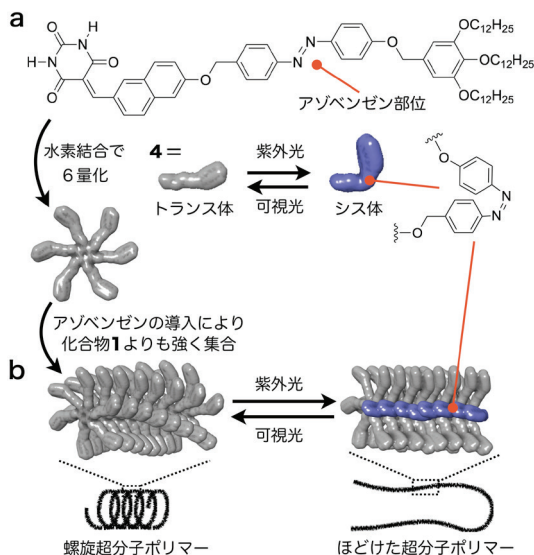 a
O
H
N
O
N
H
O
O
N
N
O
OC12H25
OC12H25
OC12H25
アゾベンゼン部位
水素結合で
6量化
4＝
トランス体
紫外光
可視光
シス体
O
N
N
O
アゾベンゼンの導入により
化合物1よりも強く集合
b
紫外光
可視光
螺旋超分子ポリマー
ほどけた超分子ポリマー